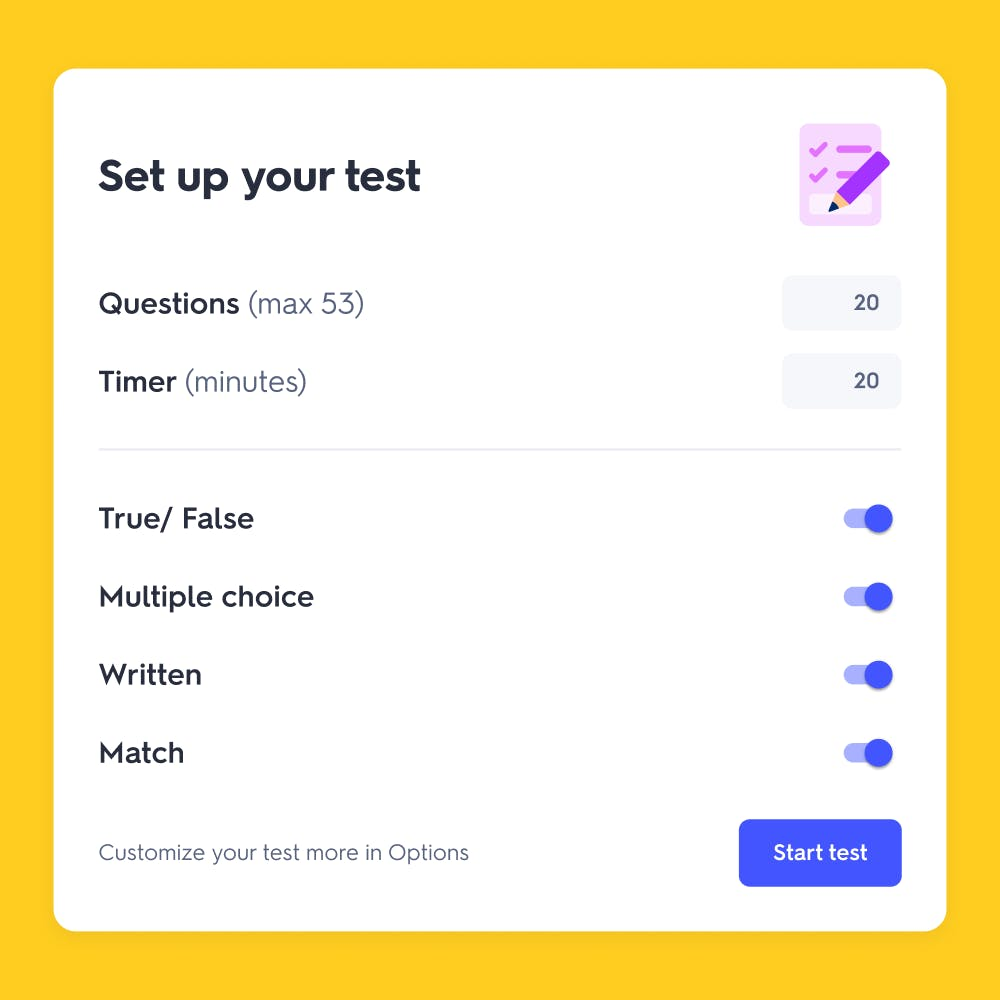 Set up your test
Questions (max 53) 20
Timer (minutes) 20
True/ False
Multiple choice
Written
Match
Customize your test more in Options
Start test